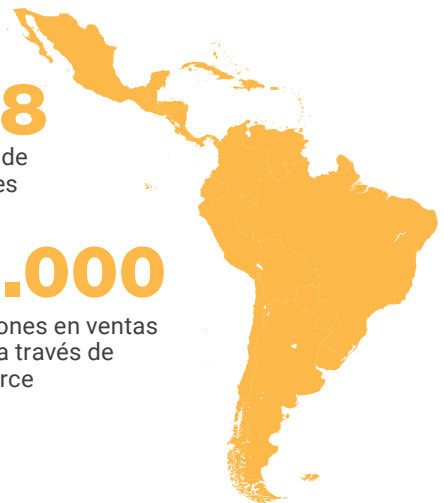 8
de
es
.000
ones en ventas
a través de
rce